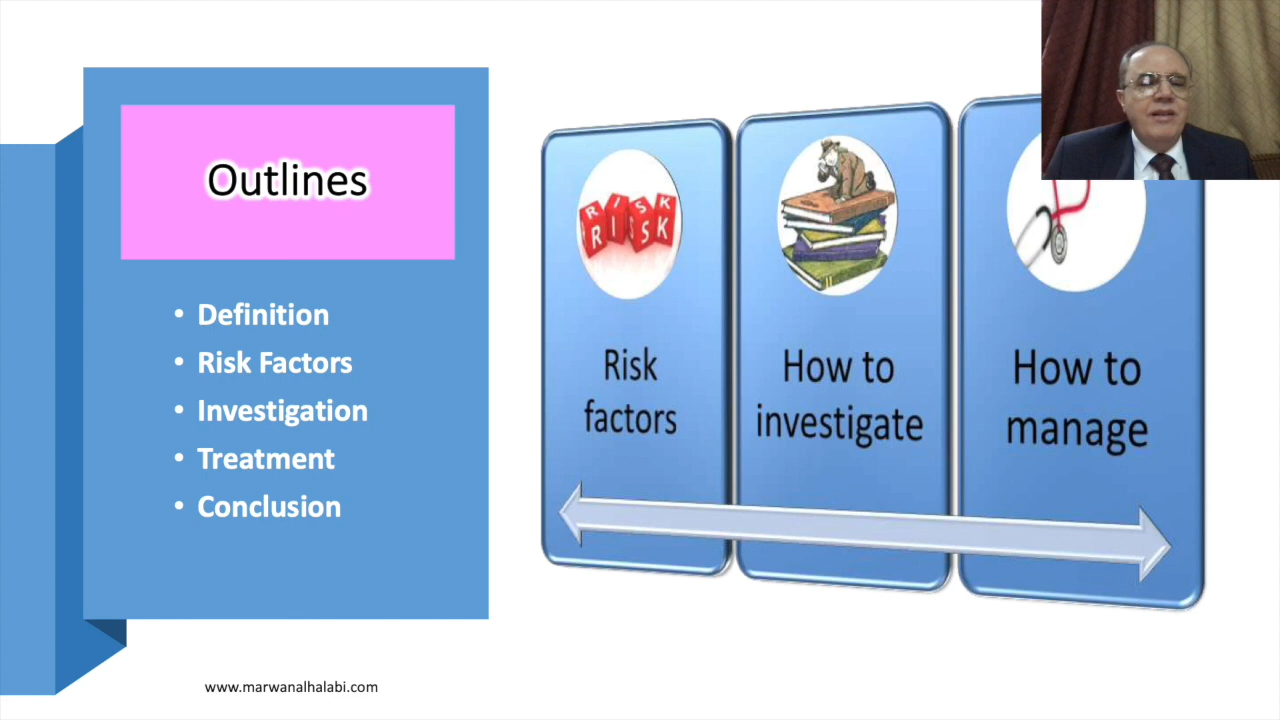 Outlines
• Definition
• Risk Factors
• Investigation
• Treatment
• Conclusion
RISK
RISK
Risk
factors
How to
investigate
How to
manage
www.marwanalhalabi.com